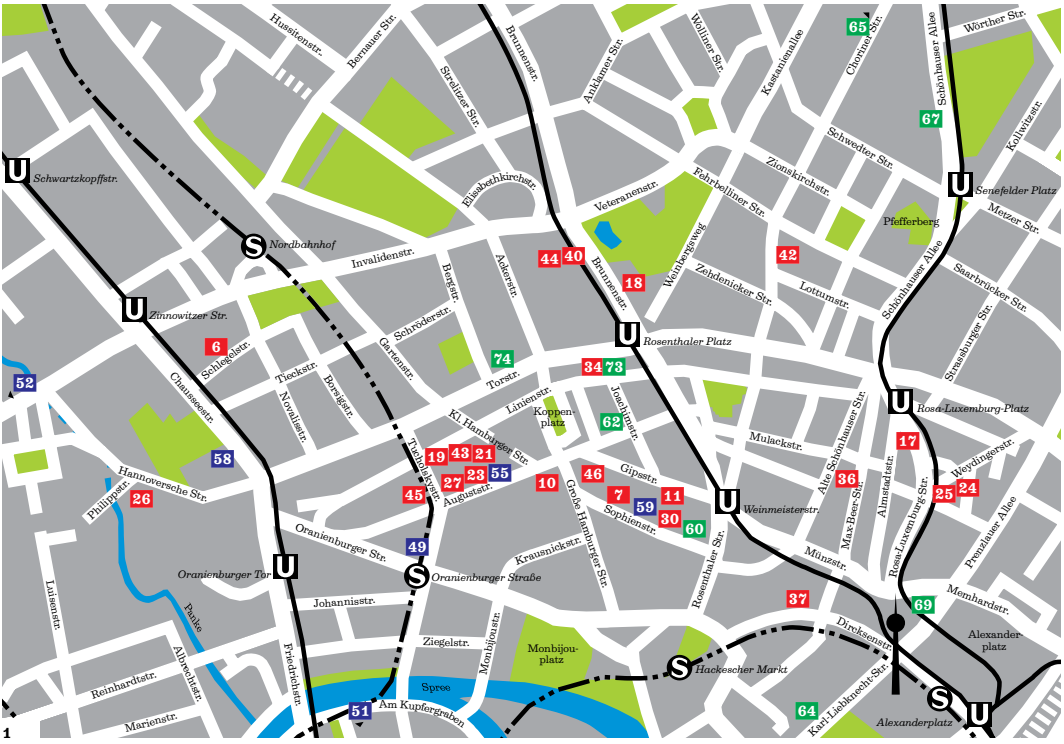 Hussitenstr.
Bernauer Str.
Strelitzer Str.
Brunnenstr.
Anklamer Str.
Wolliner Str.
Kastanienallee
65
Choriner Str.
Schönhauser Allee
Wörther Str.
67
Kollwitzstr.
Schwedter Str.
Zionskirchstr.
Fehrbelliner Str.
U Schwartzkopffstr.
Elisabethkirchstr.
Veteranenstr.
U Senefelder Platz
Metzer Str.
Pfefferberg
S Nordbahnhof
Invalidenstr.
44 40
Brunnenstr.
18
Weinbergsweg
42
Zehdenicker Str.
Lottumstr.
Schönhauser Allee
Saarbrücker Str.
Bergstr.
Ackerstr.
Schröderstr.
U Zinnowitzer Str.
6
Schlegelstr.
Tieckstr.
Gartenstr.
U Rosenthaler Platz
Strassburger Str.
74
Torstr.
34 73
52
Chausseestr.
Novalisstr.
Borsigstr.
Linienstr.
Koppen-
platz
Joachimstr.
62
U Rosa-Luxemburg-Platz
Kl. Hamburger Str.
Tucholskystr.
19 43 21
27 23 55
45
Auguststr.
Mulackstr.
Alte Schönhauser Str.
17
Weydingerstr.
58
Hannoversche Str.
Philippstr.
26
10
46
Gipsstr.
7
11
59
30
60
Sophienstr.
Große Hamburger Str.
U Weinmeisterstr.
36
Max-Beer-Str.
Almstadtstr.
Rosa-Luxemburg-Str.
25 24
Prenzlauer Allee
Oranienburger Str.
49
Krausnickstr.
Rosenthaler Str.
Münzstr.
Oranienburger Tor U
S Oranienburger Straße
Luisenstr.
Panke
Johannisstr.
37
69
Memhardstr.
Dircksenstr.
Alexander-
platz
Ziegelstr.
Monbijoustr.
Monbijou-
platz
S Hackescher Markt
Albrechtstr.
Friedrichstr.
Reinhardtstr.
Spree
Marienstr.
51
Am Kupfergraben
64
Karl-Liebknecht-Str.
S
Alexanderplatz U
1